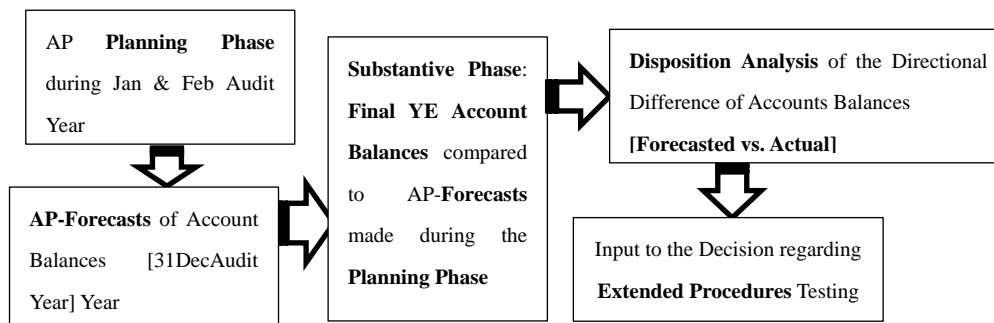 AP Planning Phase
during Jan & Feb Audit
Year
AP-Forecasts of Account
Balances [31DecAudit
Year] Year
Substantive Phase:
Final YE Account
Balances compared
to AP-Forecasts
made during the
Planning Phase
Disposition Analysis of the Directional
Difference of Accounts Balances
[Forecasted vs. Actual]
Input to the Decision regarding
Extended Procedures Testing